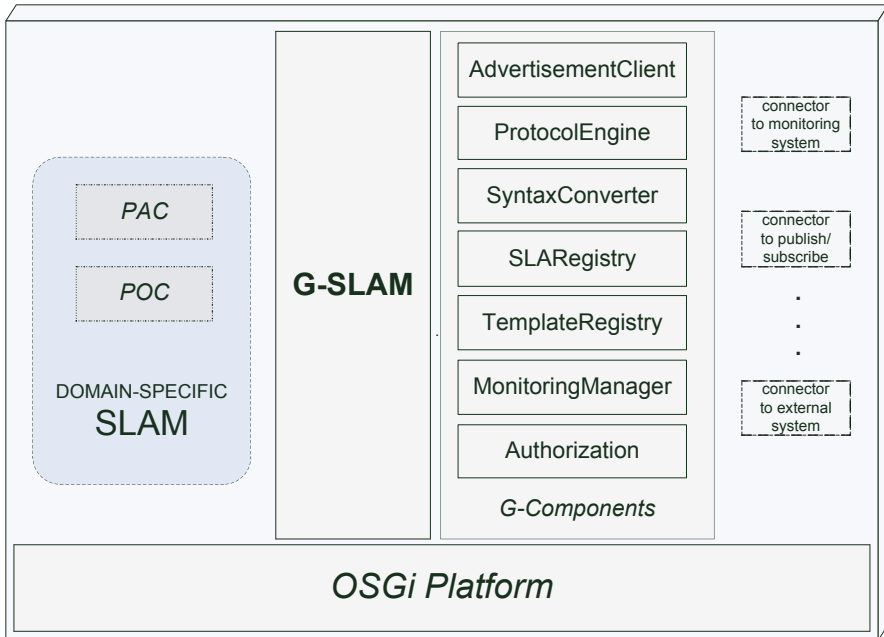 PAC
POC
DOMAIN-SPECIFIC
SLAM
G-SLAM
AdvertisementClient
ProtocolEngine
SyntaxConverter
SLARegistry
TemplateRegistry
MonitoringManager
Authorization
G-Components
connector
to monitoring
system
connector
to publish/
subscribe
.
.
.
connector
to external
system
OSGi Platform